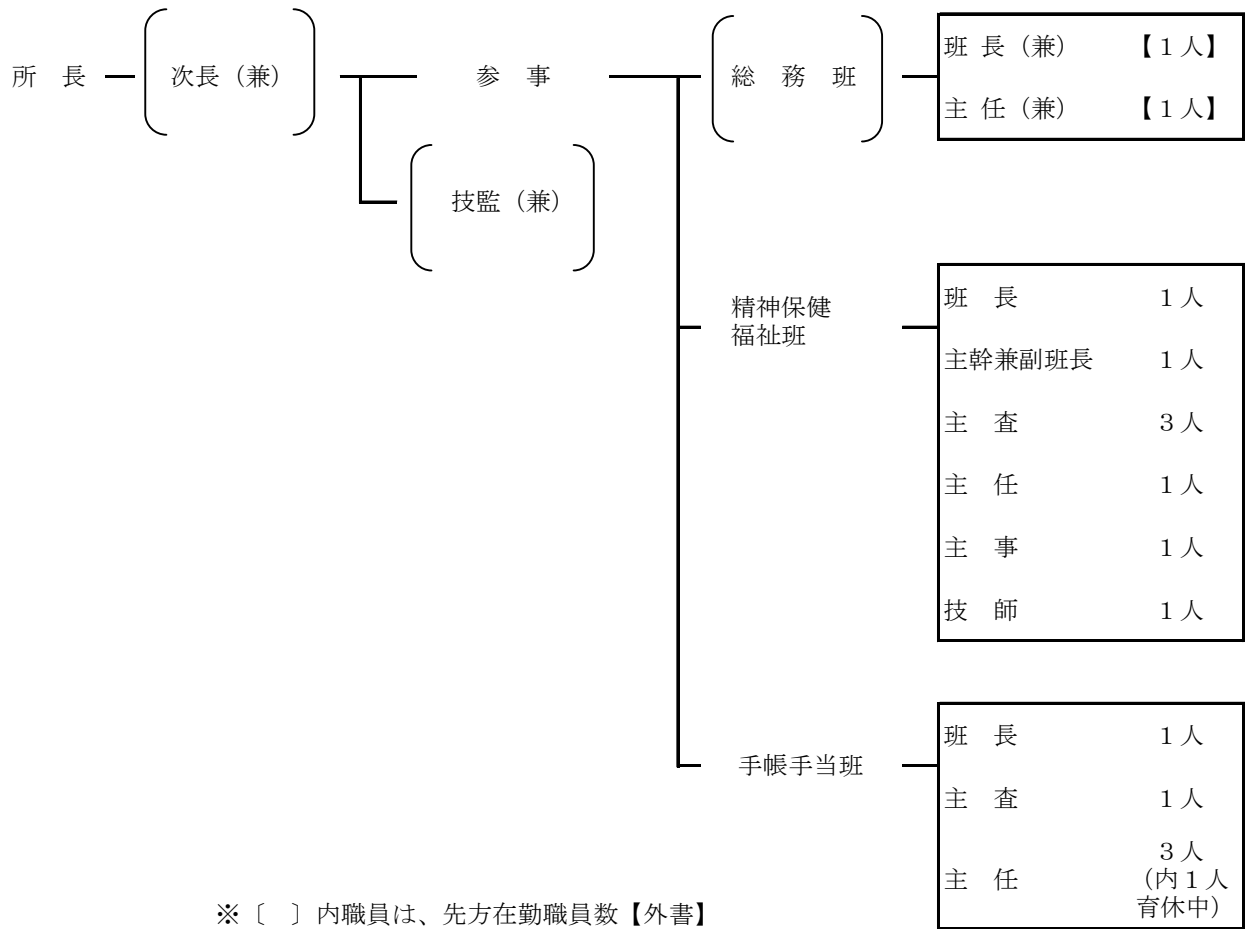 所　長
次長（兼）
参　事
技監（兼）
総　務　班
班 長（兼）　【１人】
主 任（兼）　【１人】
精神保健
福祉班
班　長　１人
主幹兼副班長　１人
主　査　３人
主　任　１人
主　事　１人
技　師　１人
手帳手当班
班　長　１人
主　査　１人
主　任　３人
（内１人
育休中）
※〔　〕内職員は、先方在勤職員数【外書】